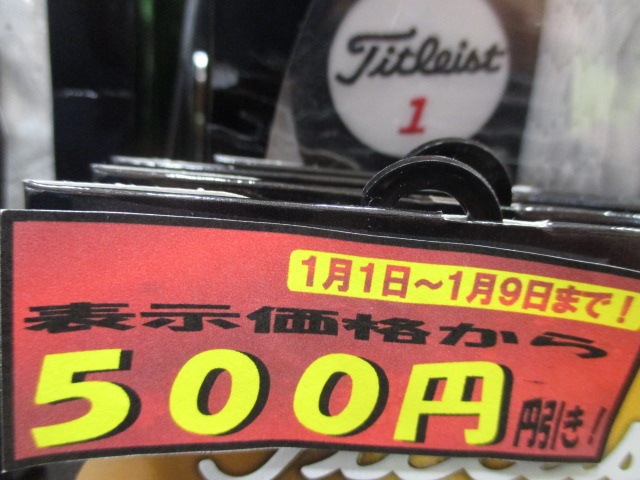 Titleist
1
1月1日～1月9日まで！
表示価格から
500円円引き！